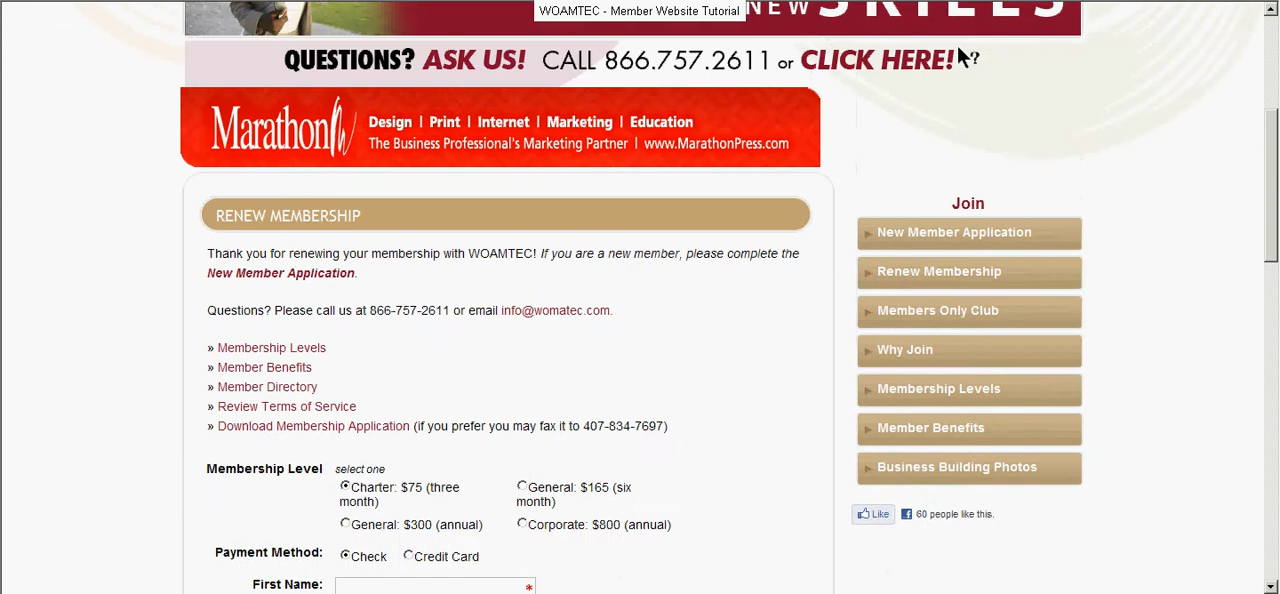 WOAMTEC - Member Website Tutorial
NEW SKILLS
QUESTIONS? ASK US! CALL 866.757.2611 or CLICK HERE! ?
Marathon
Design | Print | Internet | Marketing | Education
The Business Professional's Marketing Partner | www.MarathonPress.com
RENEW MEMBERSHIP
Thank you for renewing your membership with WOAMTEC! If you are a new member, please complete the
New Member Application.
Questions? Please call us at 866-757-2611 or email info@womatec.com.
» Membership Levels
» Member Benefits
» Member Directory
» Review Terms of Service
» Download Membership Application (if you prefer you may fax it to 407-834-7697)
Membership Level select one
Charter: $75 (three
month)
General: $165 (six
month)
General: $300 (annual)
Corporate: $800 (annual)
Payment Method: Check Credit Card
First Name: *
Join
New Member Application
Renew Membership
Members Only Club
Why Join
Membership Levels
Member Benefits
Business Building Photos
Like 60 people like this.